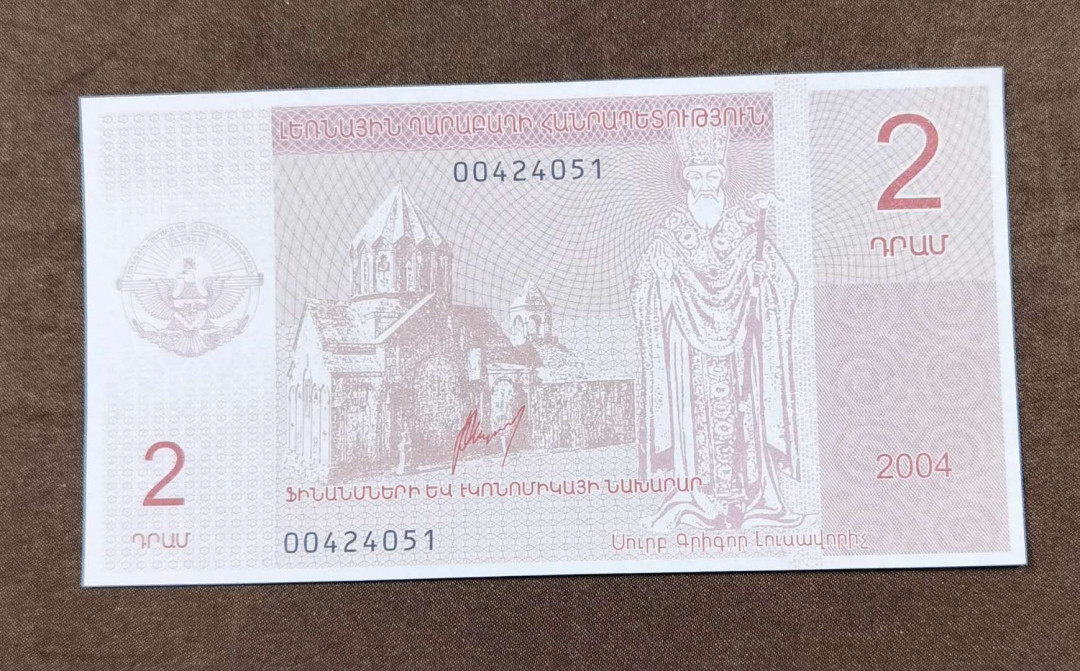 ԼԵՌՆԱՅԻՆ ՂԱՐԱԲԱՂԻ ՀԱՆՐԱՊԵՏՈՒԹՅՈՒՆ
00424051
2
ԴՐԱՄ
2004
2
ԴՐԱՄ
ՖԻՆԱՆՍՆԵՐԻ ԵՎ ԷԿՈՆՈՄԻԿԱՅԻ ՆԱԽԱՐԱՐ
00424051
Սուրբ Գրիգոր Լուսավորիչ